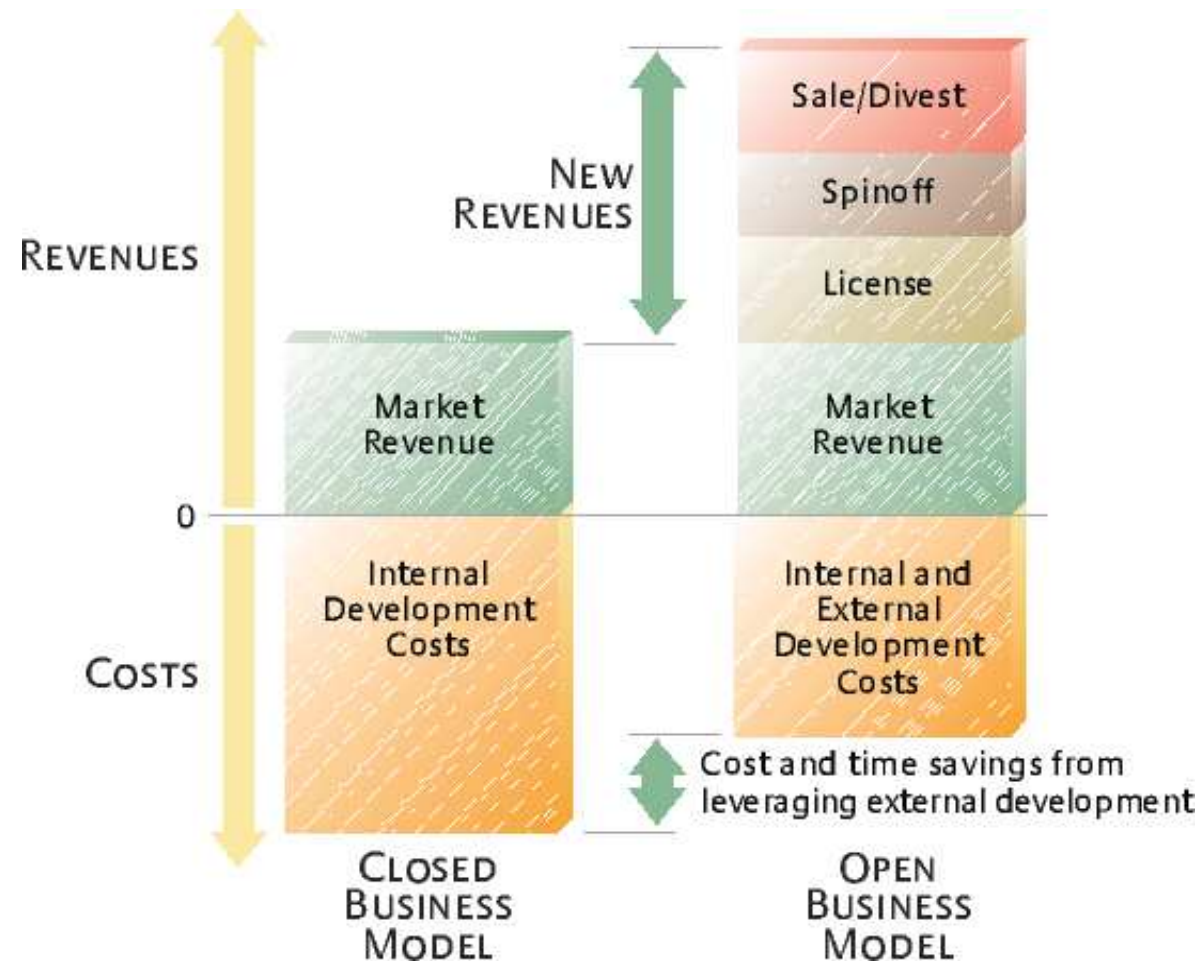 REVENUES
NEW
REVENUES
Sale/Divest
Spinoff
License
Market
Revenue
Market
Revenue
0
COSTS
Internal
Development
Costs
Internal and
External
Development
Costs
Cost and time savings from
leveraging external development
CLOSED
BUSINESS
MODEL
OPEN
BUSINESS
MODEL